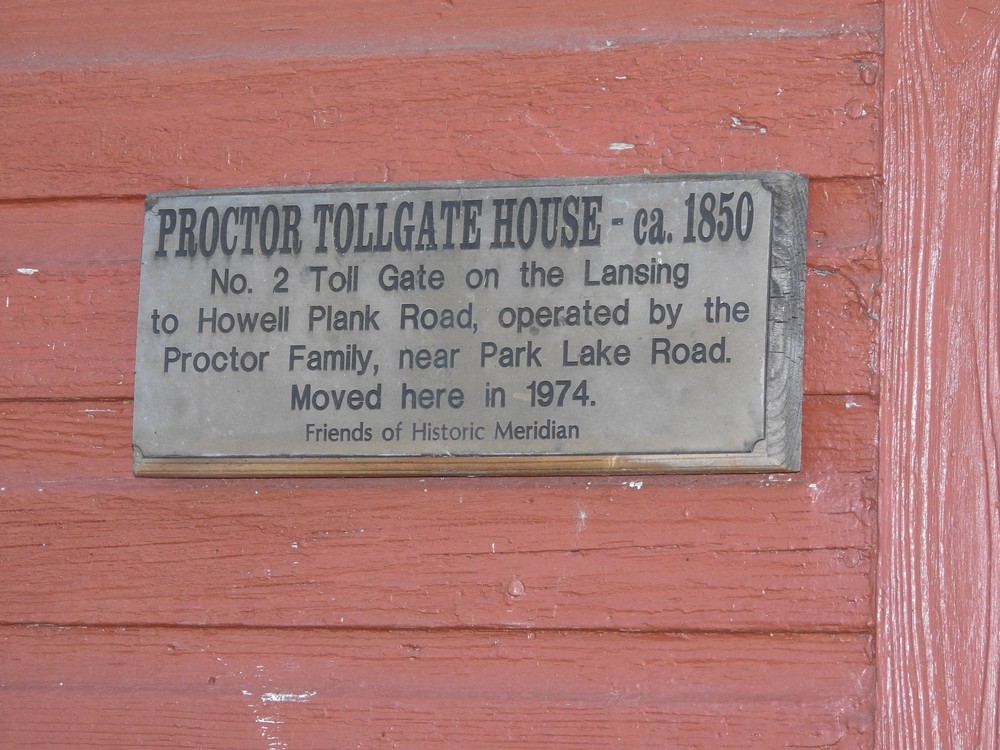 PROCTOR TOLLGATE HOUSE - ca. 1850
No. 2 Toll Gate on the Lansing
to Howell Plank Road, operated by the
Proctor Family, near Park Lake Road.
Moved here in 1974.
Friends of Historic Meridian